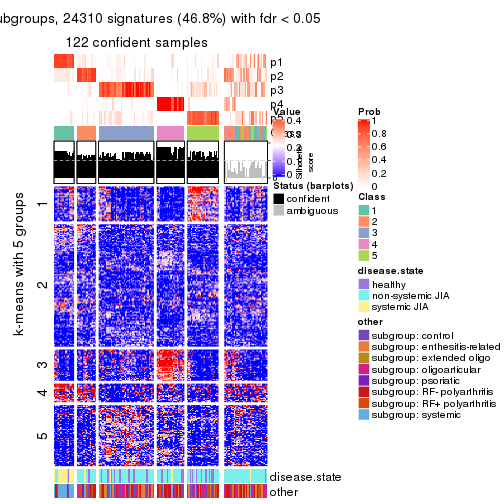 subgroups, 24310 signatures (46.8%) with fdr < 0.05
122 confident samples
p1
p2
p3
p4
Value
0.4
0.2
0.1
0
Silhouette
score
Status (barplots)
confident
ambiguous
Prob
1
0.8
0.6
0.4
0.2
0
Class
1
2
3
4
5
disease.state
healthy
non-systemic JIA
systemic JIA
other
subgroup: control
subgroup: enthesitis-related
subgroup: extended oligo
subgroup: oligoarticular
subgroup: psoriatic
subgroup: RF- polyarthritis
subgroup: RF+ polyarthritis
subgroup: systemic
k-means with 5 groups
1
2
3
4
5
disease.state
other